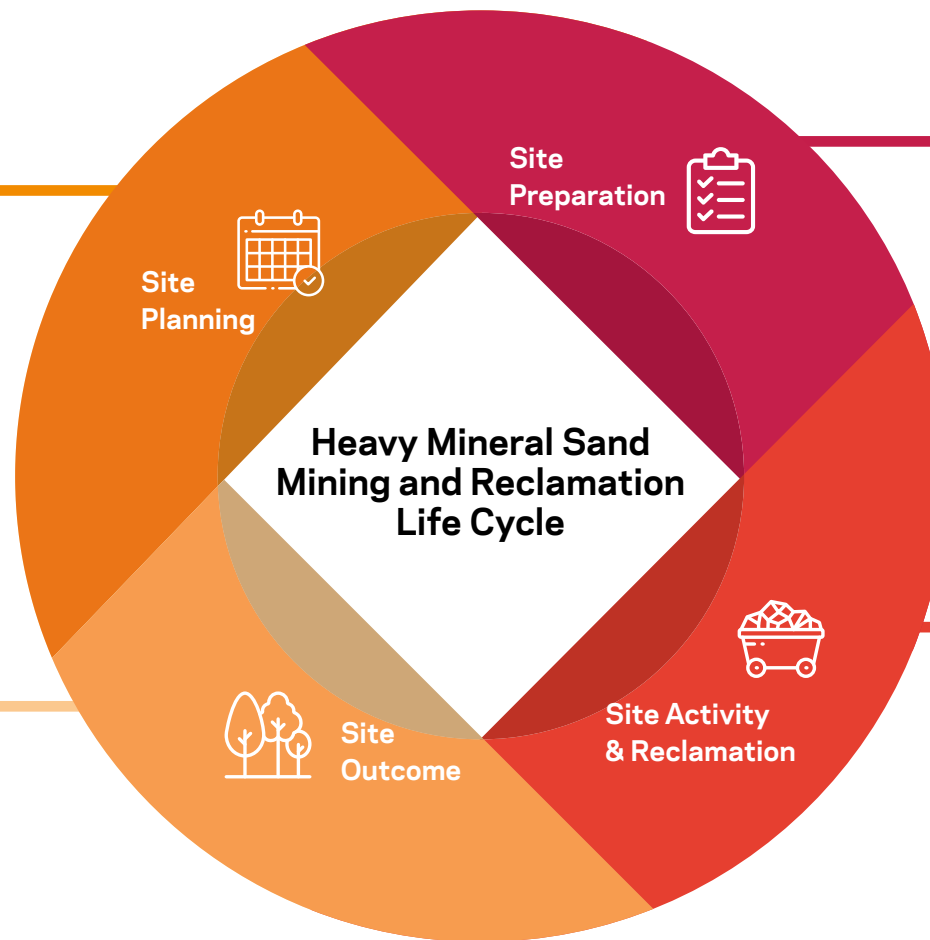 Site
Preparation
Site
Planning
Heavy Mineral Sand
Mining and Reclamation
Life Cycle
Site Activity
& Reclamation
Site
Outcome